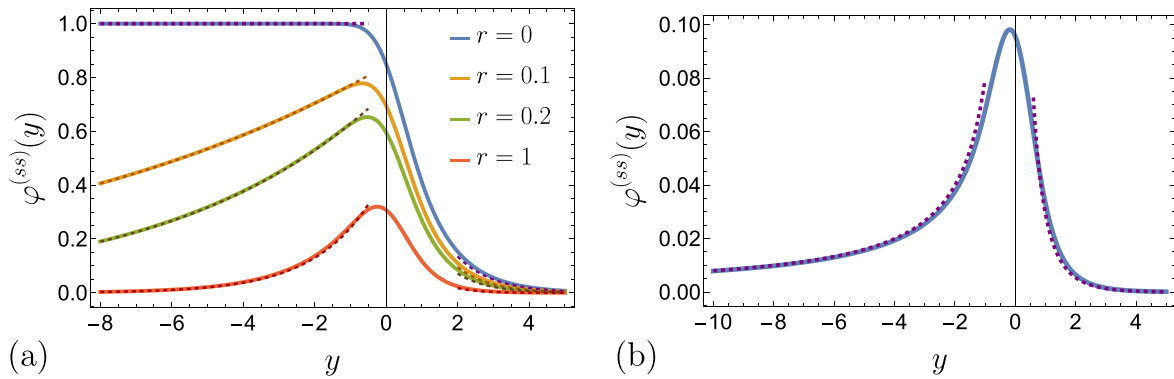 φ^(ss)(y)
1.0
0.8
0.6
0.4
0.2
0.0
r = 0
r = 0.1
r = 0.2
r = 1
−8 −6 −4 −2 0 2 4
(a)
y
φ^(ss)(y)
0.10
0.08
0.06
0.04
0.02
0.00
−10 −8 −6 −4 −2 0 2 4
(b)
y